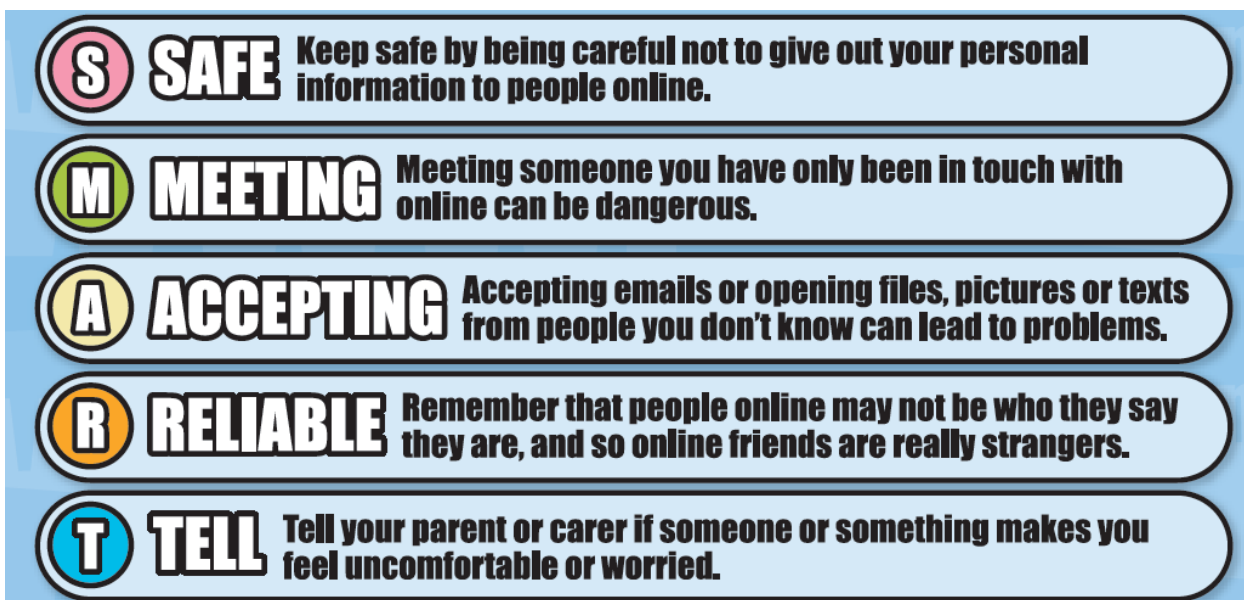 S SAFE Keep safe by being careful not to give out your personal
information to people online.
M MEETING Meeting someone you have only been in touch with
online can be dangerous.
A ACCEPTING Accepting emails or opening files, pictures or texts
from people you don't know can lead to problems.
R RELIABLE Remember that people online may not be who they say
they are, and so online friends are really strangers.
T TELL Tell your parent or carer if someone or something makes you
feel uncomfortable or worried.